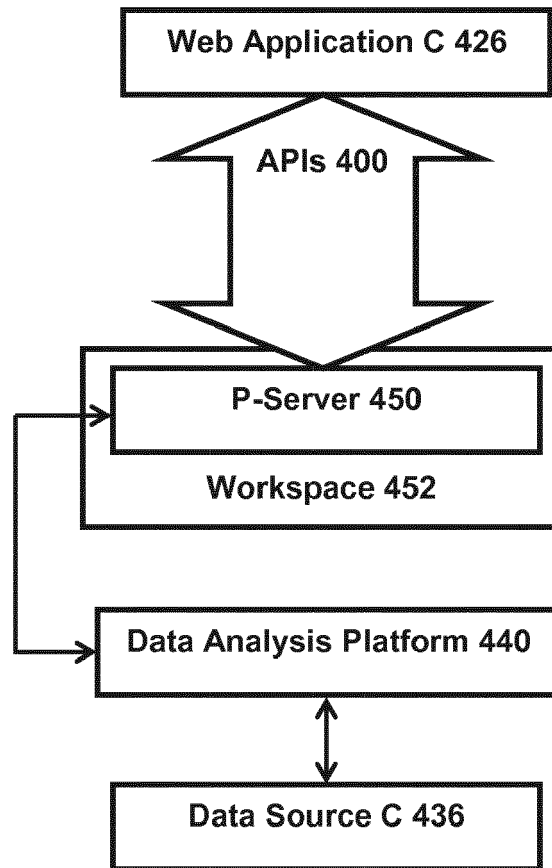 Web Application C 426
APIs 400
P-Server 450
Workspace 452
Data Analysis Platform 440
Data Source C 436